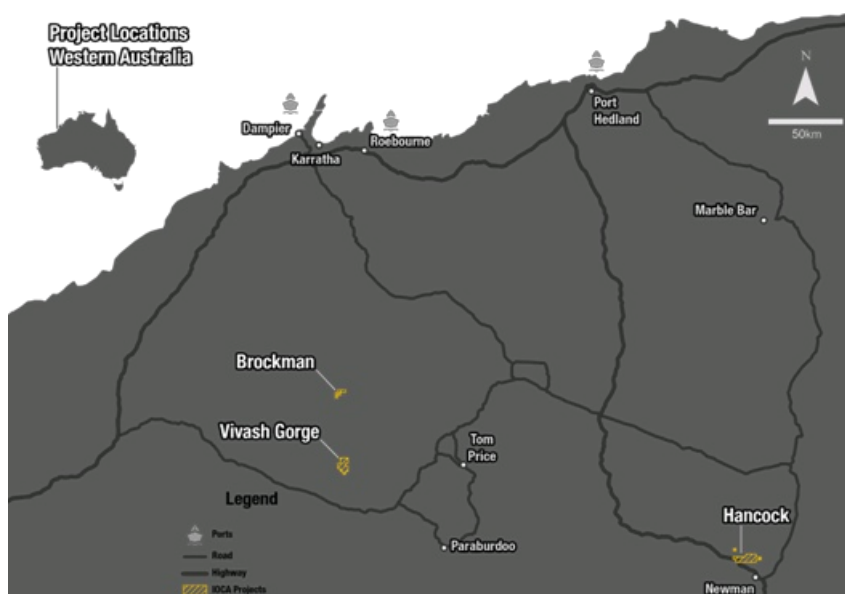 Project Locations
Western Australia
N
50km
Port
Hedland
Dampier
Karratha
Roebourne
Marble Bar
Brockman
Vivash Gorge
Tom
Price
Legend
Ports
Road
Highway
IOCA Projects
Paraburdoo
Hancock
Newman